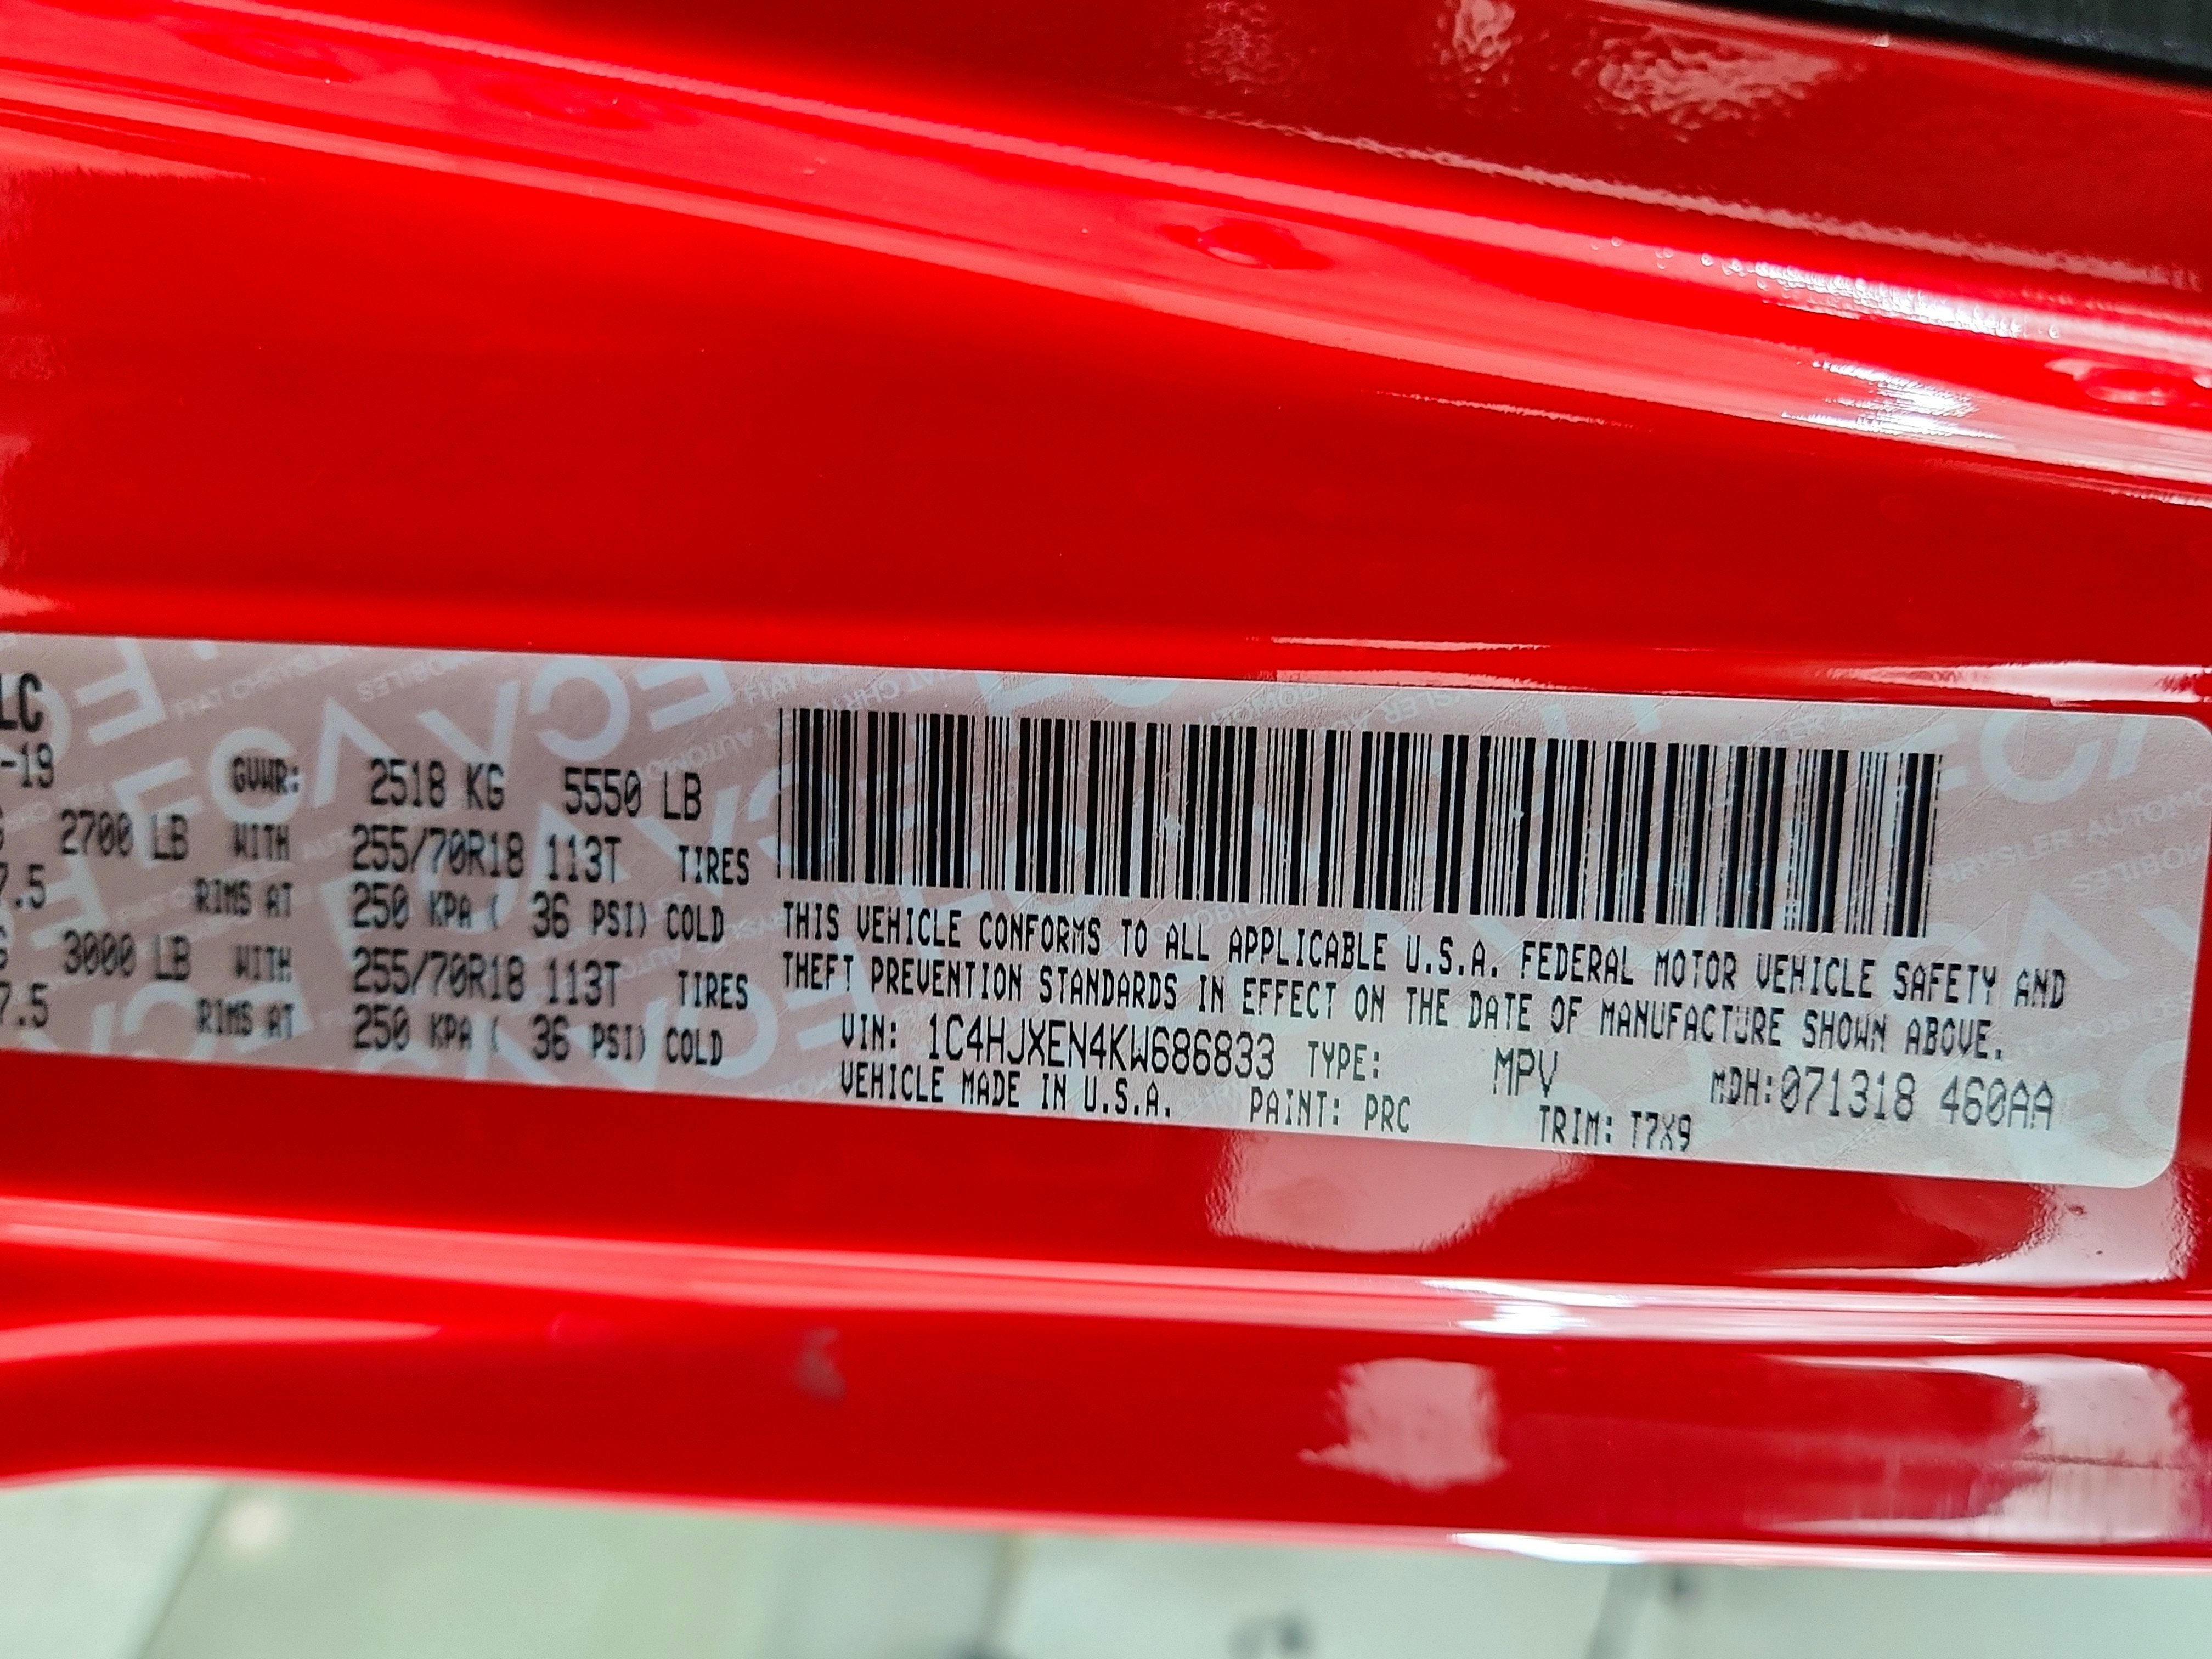 LC
-19 GVWR: 2518 KG 5550 LB
2700 LB WITH 255/70R18 113T TIRES
7.5 RIMS AT 250 KPA ( 36 PSI) COLD
3000 LB WITH 255/70R18 113T TIRES
7.5 RIMS AT 250 KPA ( 36 PSI) COLD
THIS VEHICLE CONFORMS TO ALL APPLICABLE U.S.A. FEDERAL MOTOR VEHICLE SAFETY AND
THEFT PREVENTION STANDARDS IN EFFECT ON THE DATE OF MANUFACTURE SHOWN ABOVE.
VIN: 1C4HJXEN4KW686833 TYPE: MPV MDH:071318 460AA
VEHICLE MADE IN U.S.A. PAINT: PRC TRIM: T7X9